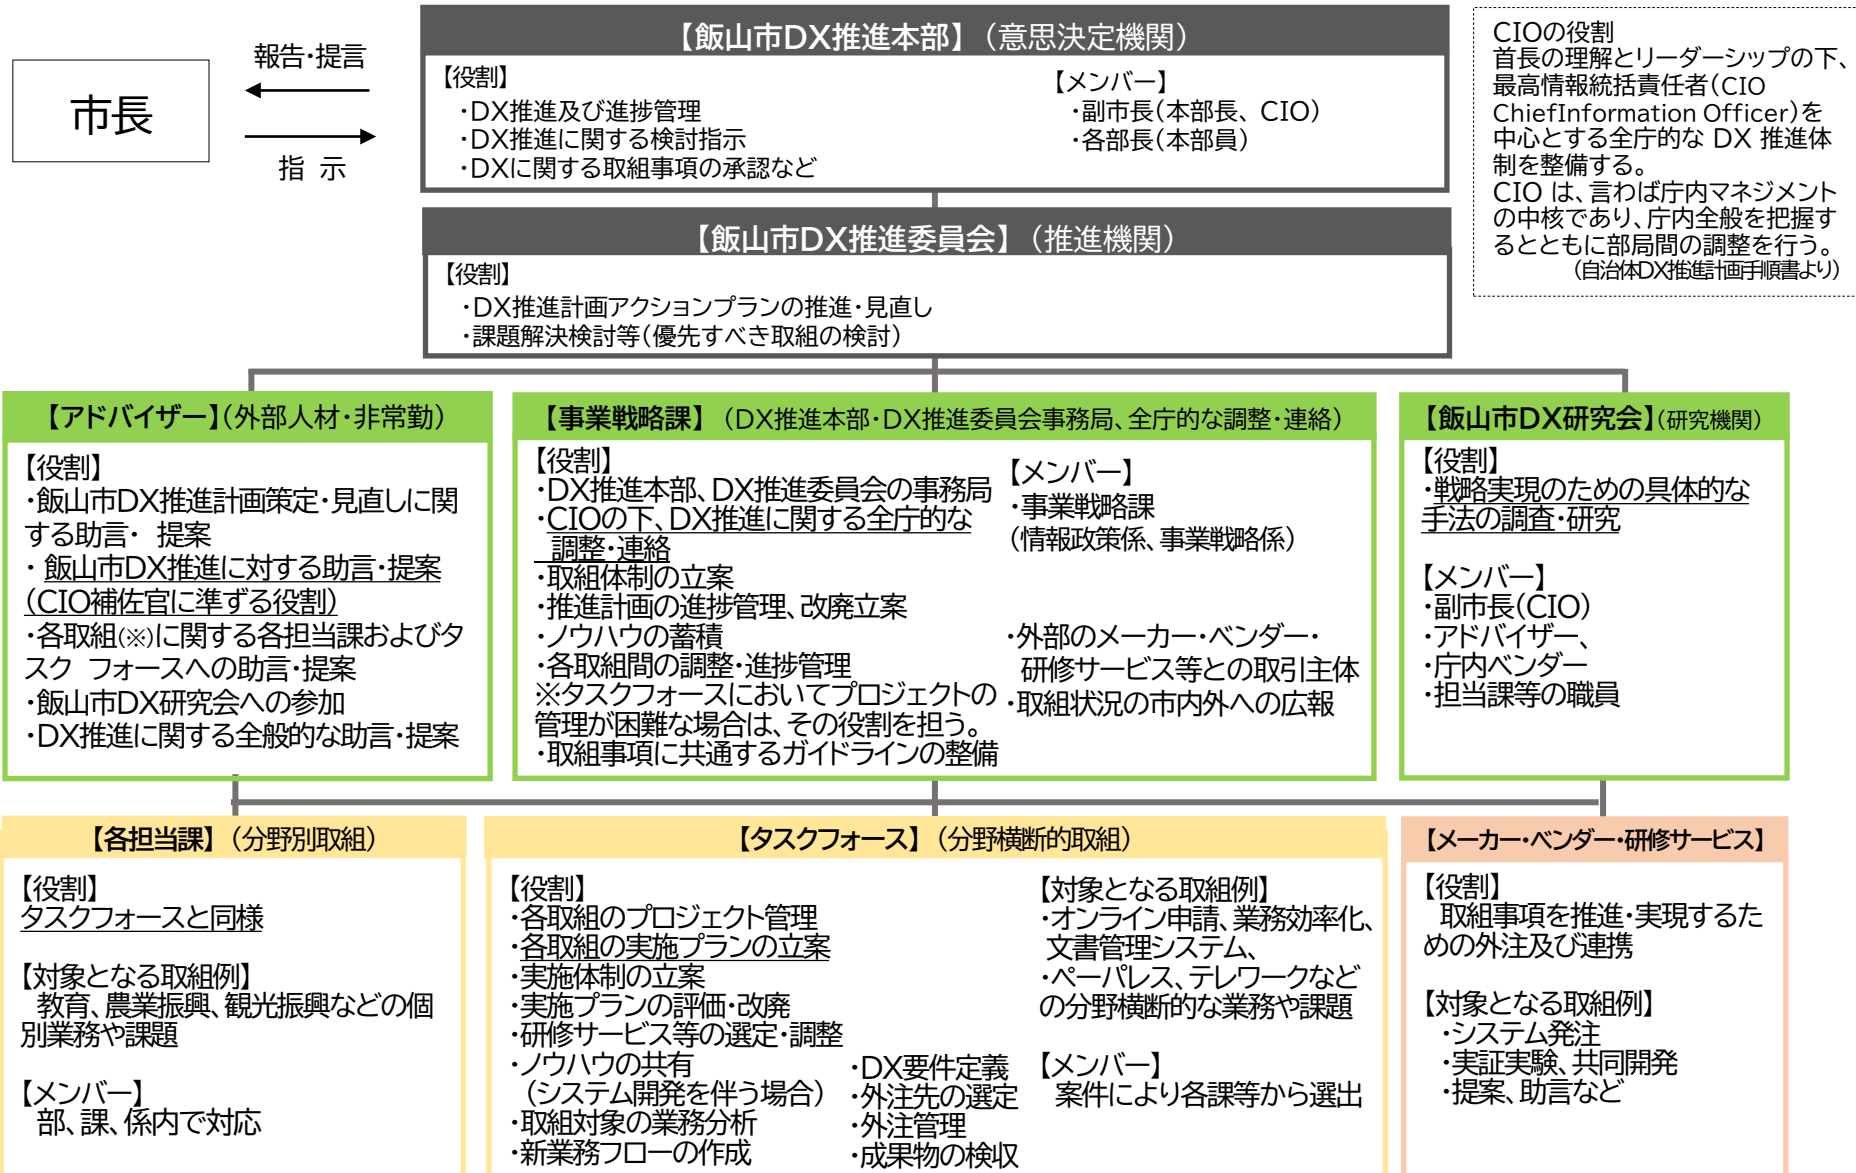 市長
報告・提言
指 示
【飯山市DX推進本部】（意思決定機関）
【役割】
・DX推進及び進捗管理
・DX推進に関する検討指示
・DXに関する取組事項の承認など
【メンバー】
・副市長（本部長、CIO）
・各部長（本部員）
CIOの役割
首長の理解とリーダーシップの下、
最高情報統括責任者（CIO
ChiefInformation Officer）を
中心とする全庁的な DX 推進体
制を整備する。
CIO は、言わば庁内マネジメント
の中核であり、庁内全般を把握す
るとともに部局間の調整を行う。
（自治体DX推進計画手順書より）
【飯山市DX推進委員会】（推進機関）
【役割】
・DX推進計画アクションプランの推進・見直し
・課題解決検討等（優先すべき取組の検討）
【アドバイザー】（外部人材・非常勤）
【役割】
・飯山市DX推進計画策定・見直しに関
する助言・ 提案
・ 飯山市DX推進に対する助言・提案
（CIO補佐官に準ずる役割）
・各取組（※）に関する各担当課およびタ
スク フォースへの助言・提案
・飯山市DX研究会への参加
・DX推進に関する全般的な助言・提案
【事業戦略課】（DX推進本部・DX推進委員会事務局、全庁的な調整・連絡）
【役割】
・DX推進本部、DX推進委員会の事務局
・CIOの下、DX推進に関する全庁的な
調整・連絡
・取組体制の立案
・推進計画の進捗管理、改廃立案
・ノウハウの蓄積
・各取組間の調整・進捗管理
※タスクフォースにおいてプロジェクトの
管理が困難な場合は、その役割を担う。
・取組事項に共通するガイドラインの整備
【メンバー】
・事業戦略課
（情報政策係、事業戦略係）
・外部のメーカー・ベンダー・
研修サービス等との取引主体
・取組状況の市内外への広報
【飯山市DX研究会】（研究機関）
【役割】
・戦略実現のための具体的な
手法の調査・研究
【メンバー】
・副市長（CIO）
・アドバイザー、
・庁内ベンダー
・担当課等の職員
【各担当課】（分野別取組）
【役割】
タスクフォースと同様
【対象となる取組例】
教育、農業振興、観光振興などの個
別業務や課題
【メンバー】
部、課、係内で対応
【タスクフォース】（分野横断的取組）
【役割】
・各取組のプロジェクト管理
・各取組の実施プランの立案
・実施体制の立案
・実施プランの評価・改廃
・研修サービス等の選定・調整
・ノウハウの共有
（システム開発を伴う場合）
・取組対象の業務分析
・新業務フローの作成
・DX要件定義
・外注先の選定
・外注管理
・成果物の検収
【対象となる取組例】
・オンライン申請、業務効率化、
文書管理システム、
・ペーパレス、テレワークなど
の分野横断的な業務や課題
【メンバー】
案件により各課等から選出
【メーカー・ベンダー・研修サービス】
【役割】
取組事項を推進・実現するた
めの外注及び連携
【対象となる取組例】
・システム発注
・実証実験、共同開発
・提案、助言など